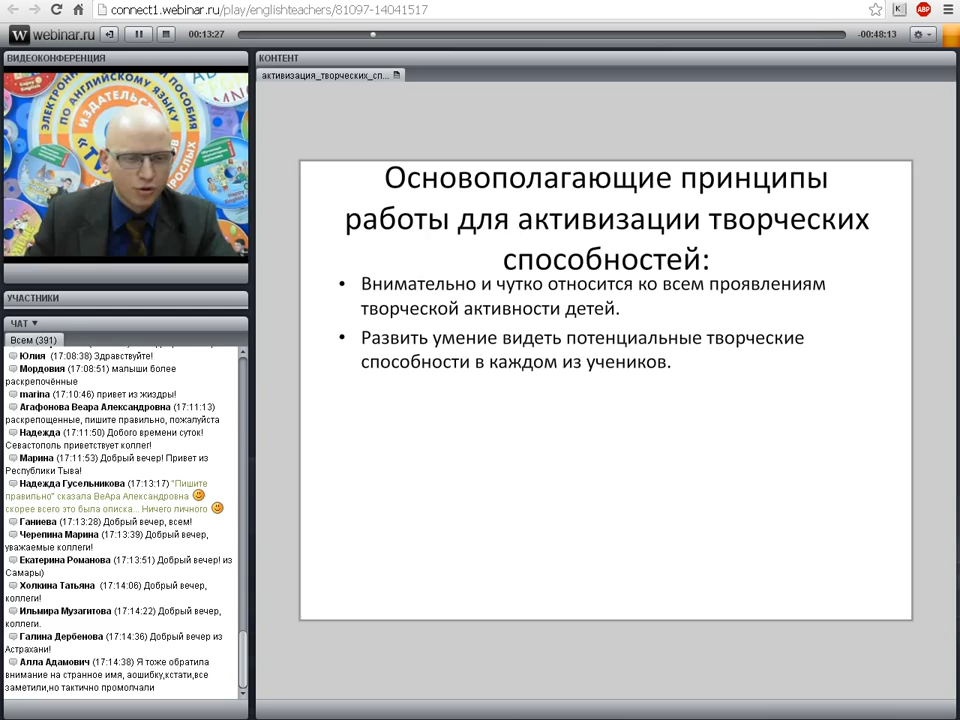 connect1.webinar.ru/play/englishteachers/81097-14041517
webinar.ru
00:13:27
-00:48:13
ВИДЕОКОНФЕРЕНЦИЯ
ЭЛЕКТРОННЫЕ
ПОСОБИЯ
ПО АНГЛИЙСКОМУ ЯЗЫКУ
ИЗДАТЕЛЬС
УЧАСТНИКИ
ЧАТ
Всем (391)
Юлия (17:08:38) Здравствуйте!
Мордовия (17:08:51) малыши более
раскрепочённые
marina (17:10:46) привет из жиздры!
Агафонова Веара Александровна (17:11:13)
раскрепощенные, пишите правильно, пожалуйста
Надежда (17:11:50) Добого времени суток!
Севастополь приветствует коллег!
Марина (17:11:53) Добрый вечер! Привет из
Республики Тыва!
Надежда Гусельникова (17:13:17) "Пишите
правильно" сказала ВеАра Александровна
скорее всего это была описка... Ничего личного
Ганиева (17:13:28) Добрый вечер, всем!
Черепина Марина (17:13:39) Добрый вечер,
уважаемые коллеги!
Екатерина Романова (17:13:51) Добрый вечер! из
Самары)
Холкина Татьяна (17:14:06) Добрый вечер,
коллеги!
Ильмира Музагитова (17:14:22) Добрый вечер,
коллеги.
Галина Дербенова (17:14:36) Добрый вечер из
Астрахани!
Алла Адамович (17:14:38) Я тоже обратила
внимание на странное имя, аошибку,кстати,все
заметили,но тактично промолчали
КОНТЕНТ
активизация_творческих_сп...
Основополагающие принципы
работы для активизации творческих
способностей:
• Внимательно и чутко относится ко всем проявлениям
творческой активности детей.
• Развить умение видеть потенциальные творческие
способности в каждом из учеников.